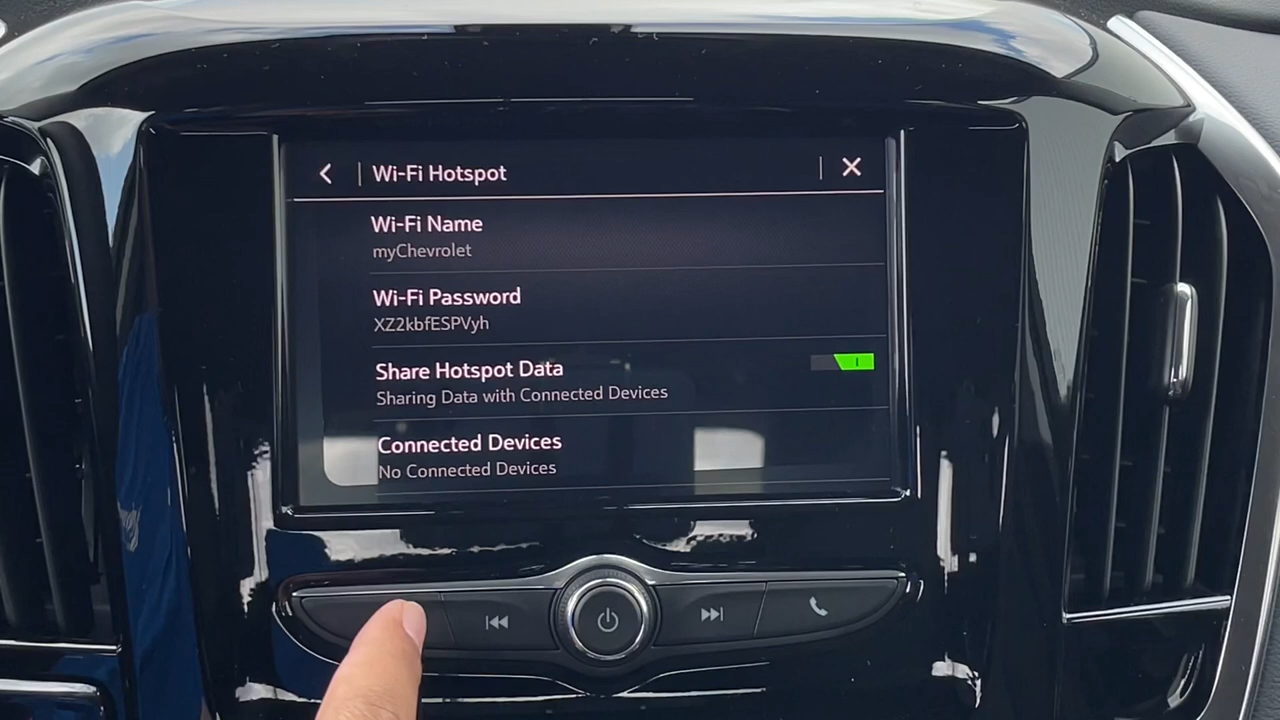 Wi-Fi Hotspot
Wi-Fi Name
myChevrolet
Wi-Fi Password
XZ2kbfESPVyh
Share Hotspot Data
Sharing Data with Connected Devices
Connected Devices
No Connected Devices